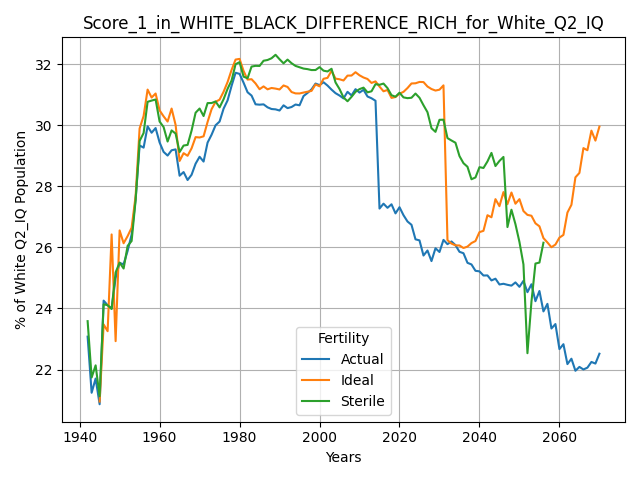 Score_1_in_WHITE_BLACK_DIFFERENCE_RICH_for_White_Q2_IQ
% of White Q2_IQ Population
32
30
28
26
24
22
Fertility
Actual
Ideal
Sterile
1940 1960 1980 2000 2020 2040 2060
Years